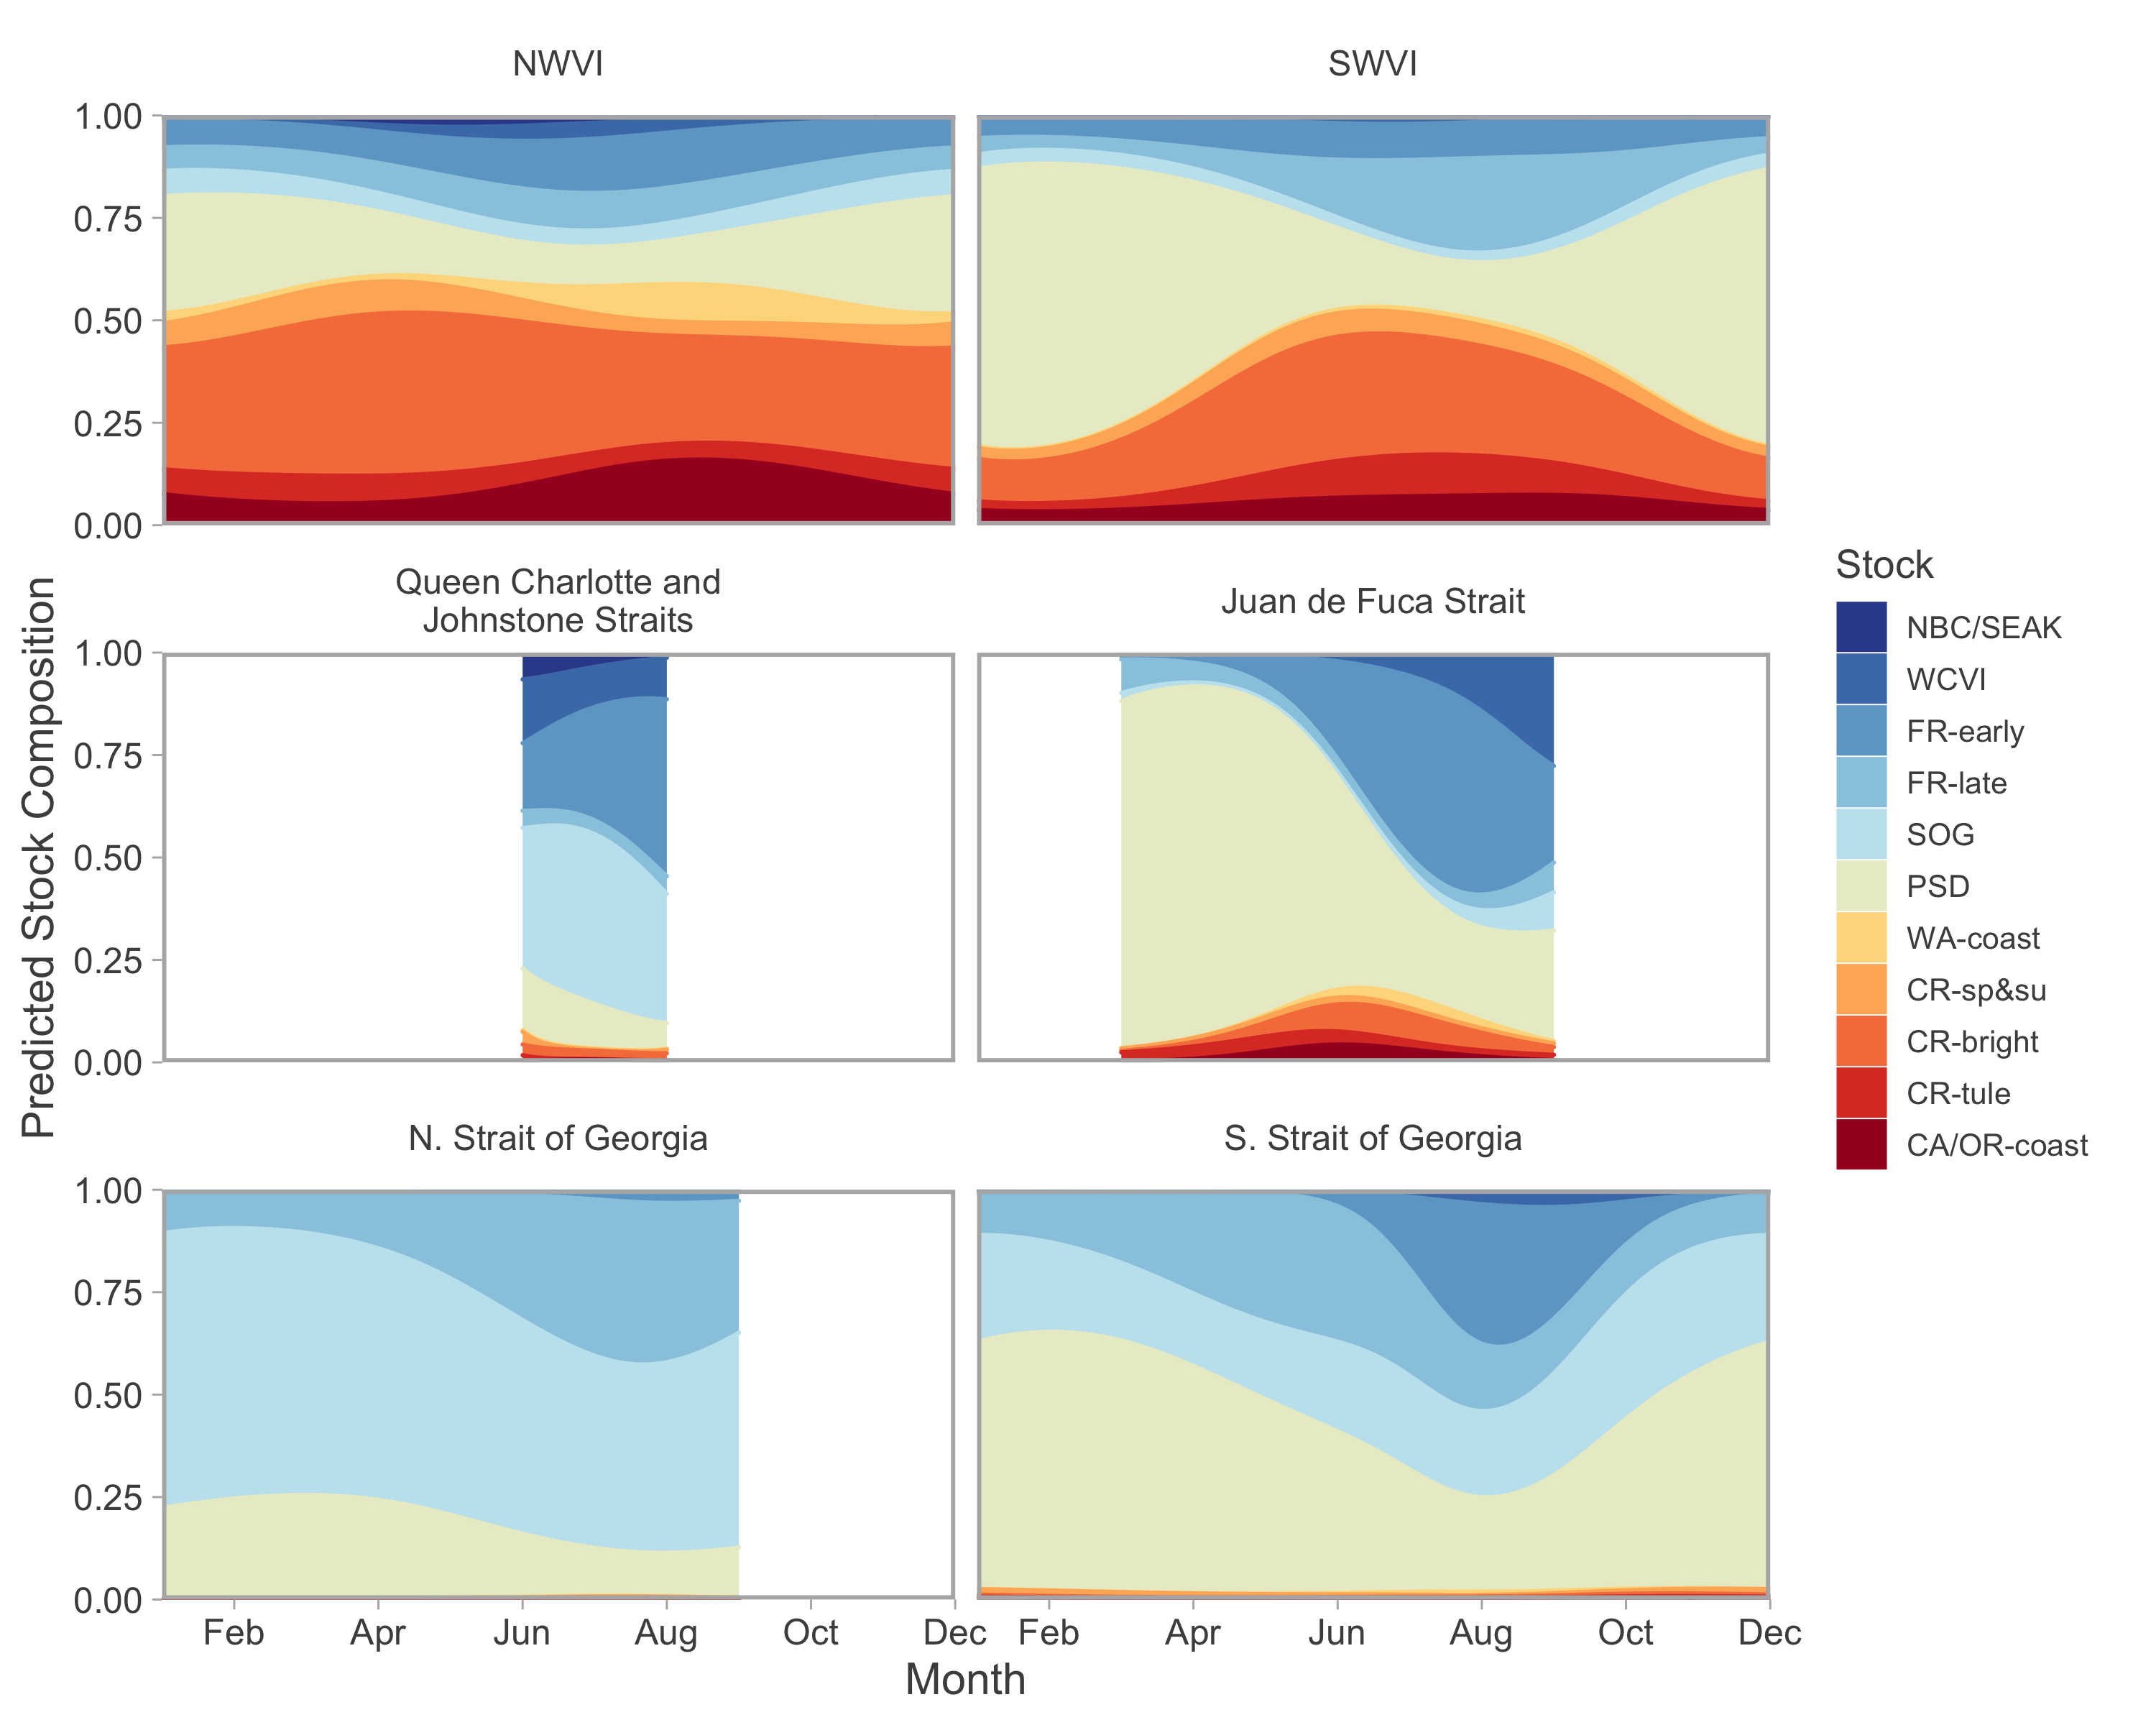 NWVI
SWVI
1.00
0.75
0.50
0.25
0.00
Queen Charlotte and
Johnstone Straits
Juan de Fuca Strait
1.00
0.75
0.50
0.25
0.00
N. Strait of Georgia
S. Strait of Georgia
1.00
0.75
0.50
0.25
0.00
Feb Apr Jun Aug Oct Dec Feb Apr Jun Aug Oct Dec
Month
Predicted Stock Composition
Stock
NBC/SEAK
WCVI
FR-early
FR-late
SOG
PSD
WA-coast
CR-sp&su
CR-bright
CR-tule
CA/OR-coast